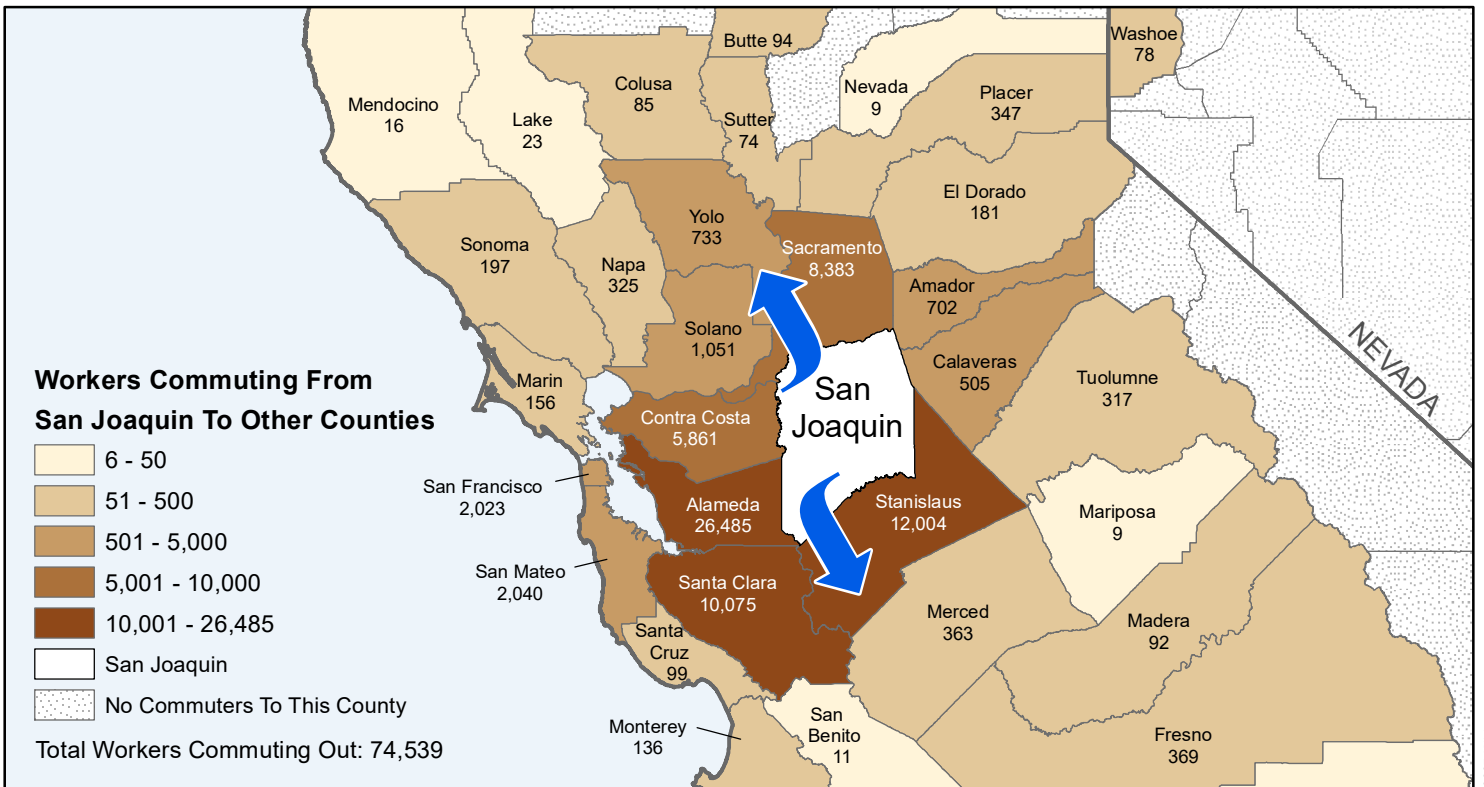 Butte 94
Washoe
78
Colusa
85
Nevada
9
Placer
347
Mendocino
16
Lake
23
Sutter
74
El Dorado
181
Yolo
733
Sonoma
197
Napa
325
Sacramento
8,383
Amador
702
Solano
1,051
Calaveras
505
NEVADA
Tuolumne
317
Marin
156
San
Joaquin
Contra Costa
5,861
San Francisco
2,023
Alameda
26,485
Stanislaus
12,004
Mariposa
9
San Mateo
2,040
Santa Clara
10,075
Merced
363
Madera
92
Santa
Cruz
99
Monterey
136
San
Benito
11
Fresno
369
Workers Commuting From
San Joaquin To Other Counties
6 - 50
51 - 500
501 - 5,000
5,001 - 10,000
10,001 - 26,485
San Joaquin
No Commuters To This County
Total Workers Commuting Out: 74,539